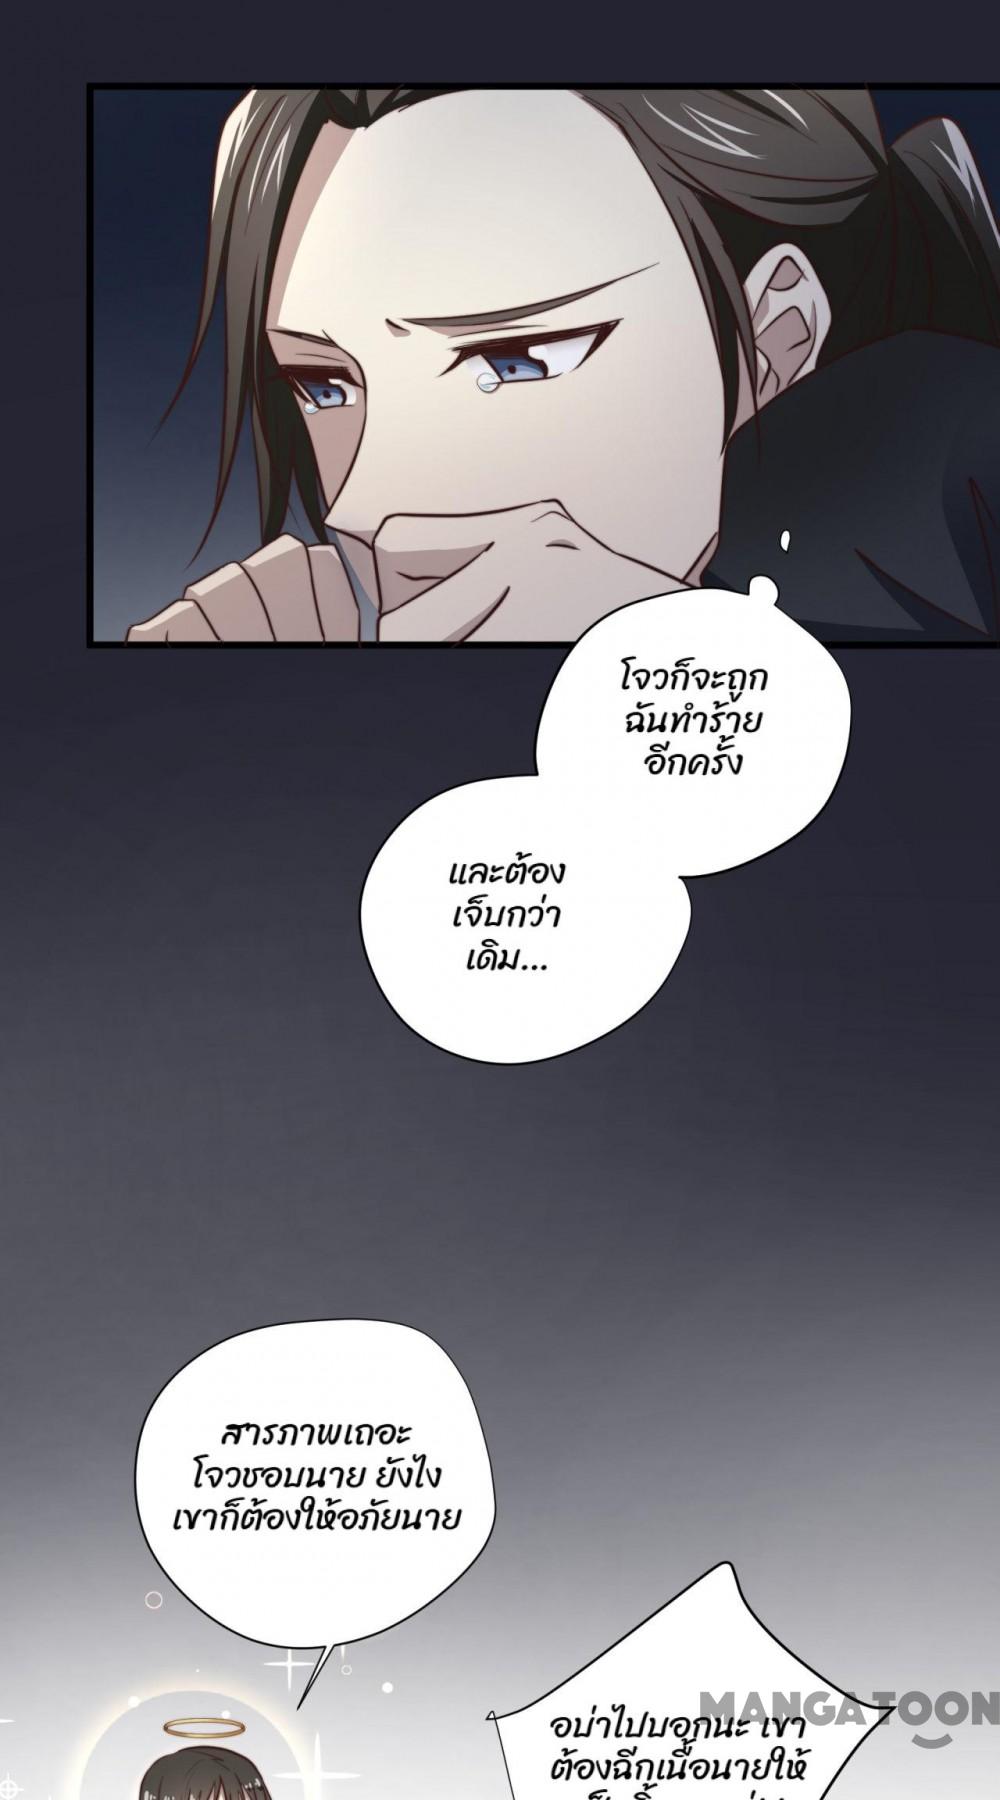 โจวก็จะถูก
ฉันทำร้าย
อีกครั้ง
และต้อง
เจ็บกว่า
เดิม...
สารภาพเถอะ
โจวชอบนาย ยังไง
เขาก็ต้องให้อภัยนาย
อย่าไปบอกนะ เขา
ต้องฉีกเนื้อนายให้
MANGATOON